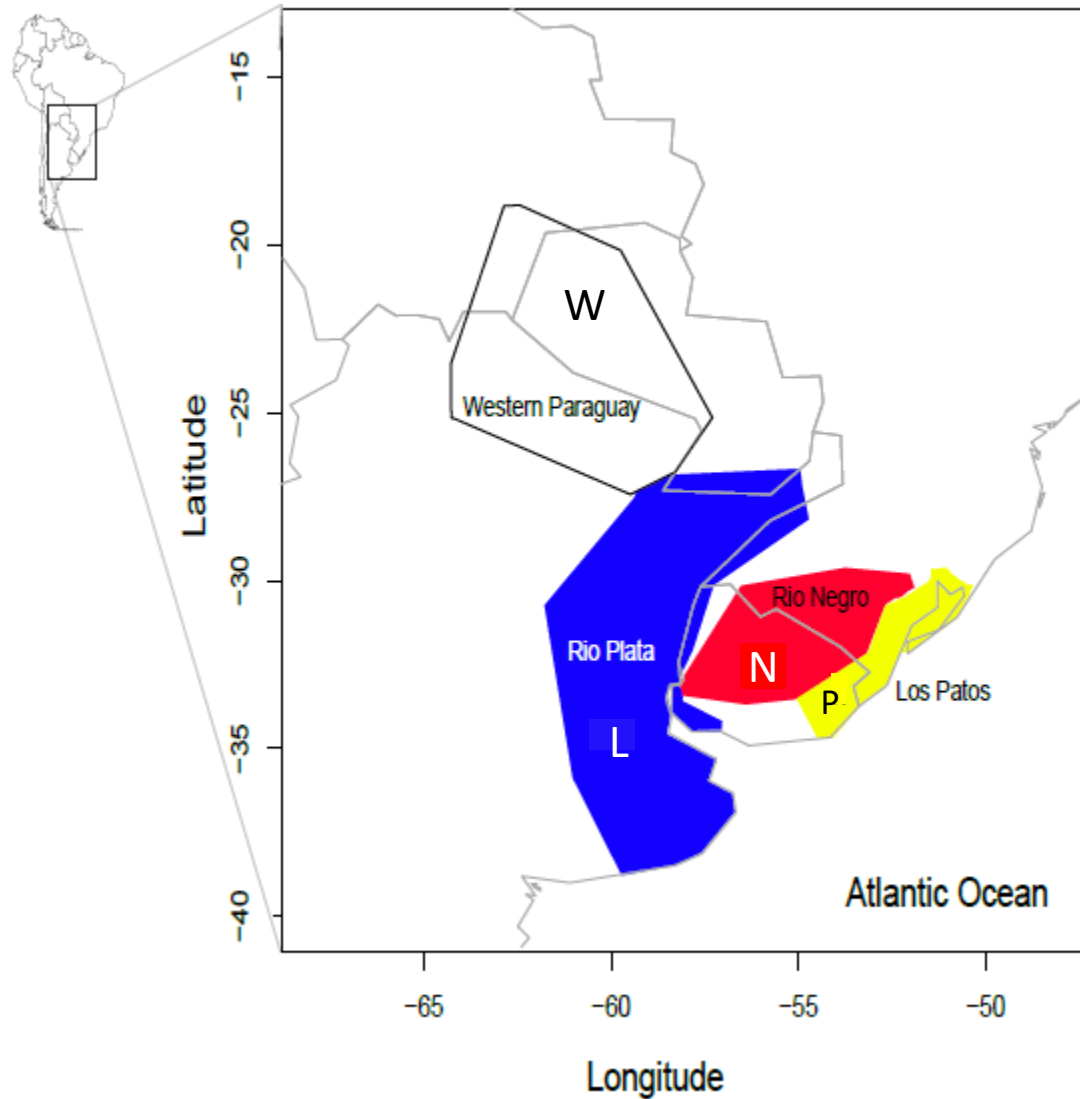 −15
−20
W
Western Paraguay
−25
Latitude
−30
Rio Negro
Rio Plata
N
Los Patos
P
L
−35
Atlantic Ocean
−40
−65 −60 −55 −50
Longitude